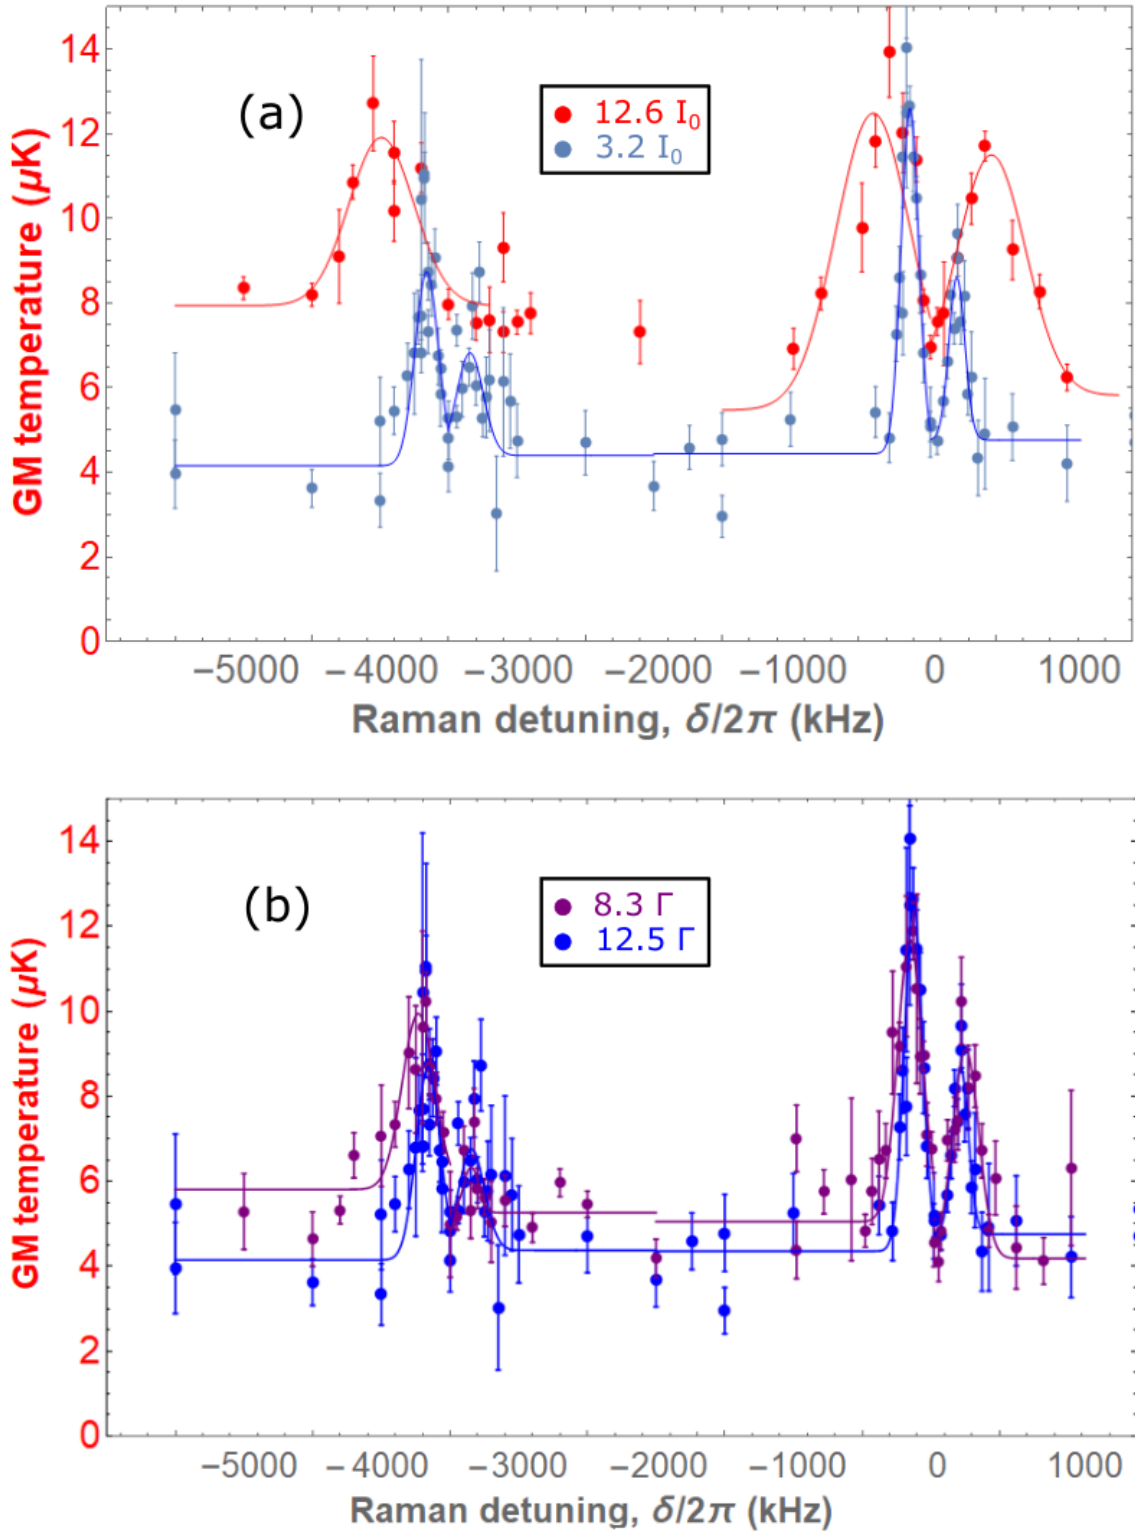 14
12
10
8
6
4
2
0
GM temperature (μK)
(a)
12.6 I₀
3.2 I₀
−5000 −4000 −3000 −2000 −1000 0 1000
Raman detuning, δ/2π (kHz)
14
12
10
8
6
4
2
0
GM temperature (μK)
(b)
8.3 Γ
12.5 Γ
−5000 −4000 −3000 −2000 −1000 0 1000
Raman detuning, δ/2π (kHz)